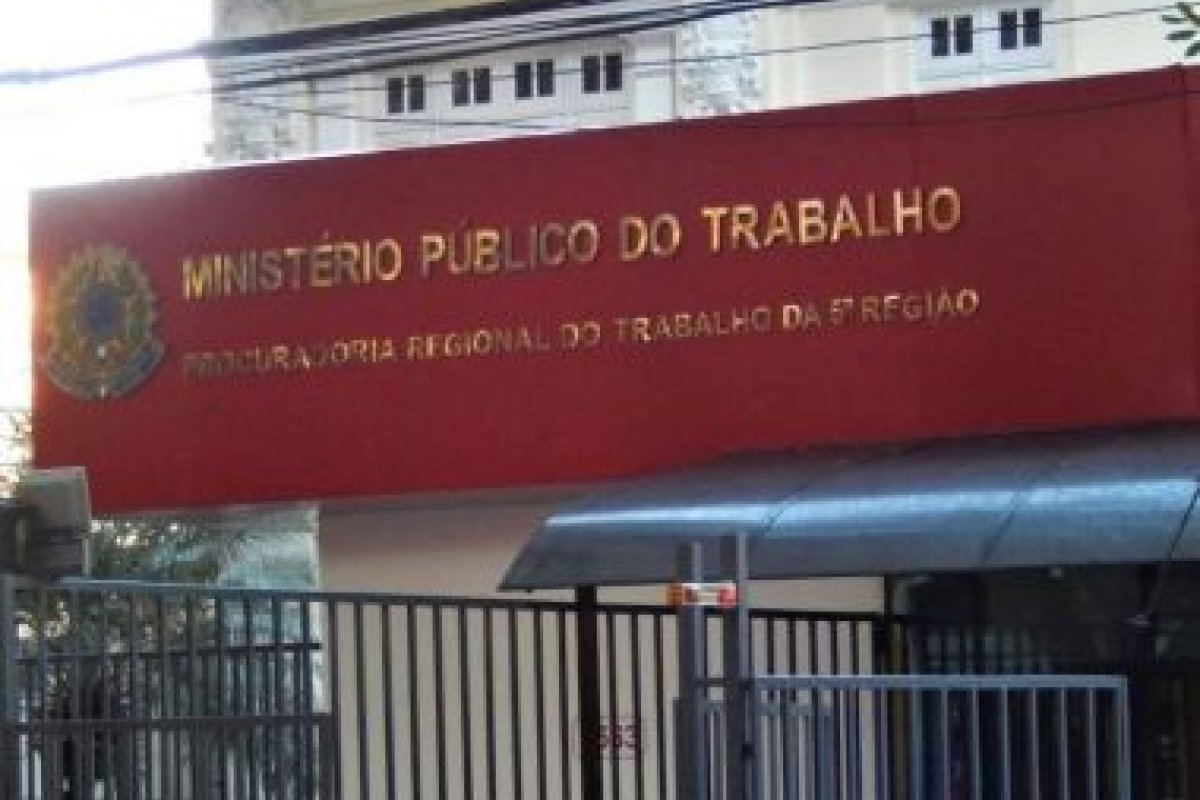 MINISTÉRIO PÚBLICO DO TRABALHO
PROCURADORIA REGIONAL DO TRABALHO DA 5ª REGIÃO